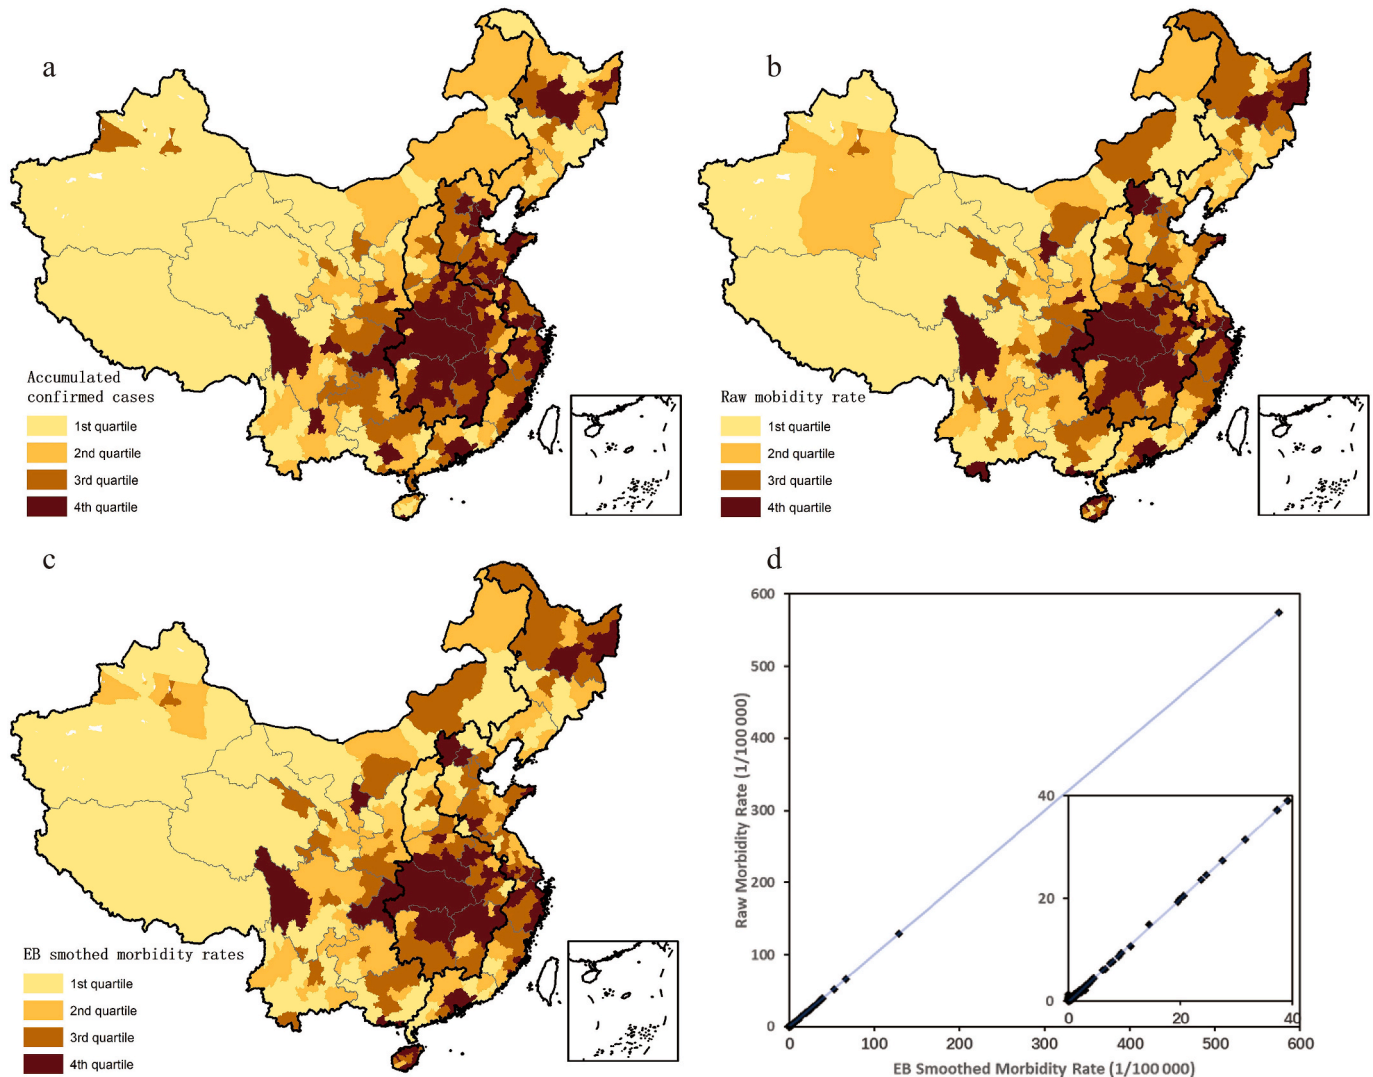 a
Accumulated
confirmed cases
1st quartile
2nd quartile
3rd quartile
4th quartile
b
Raw mobidity rate
1st quartile
2nd quartile
3rd quartile
4th quartile
c
EB smothed morbidity rates
1st quartile
2nd quartile
3rd quartile
4th quartile
d
Raw Morbidity Rate (1/100 000)
600
500
400
300
200
100
0
40
20
0
0 20 40
0 100 200 300 400 500 600
EB Smoothed Morbidity Rate (1/100 000)